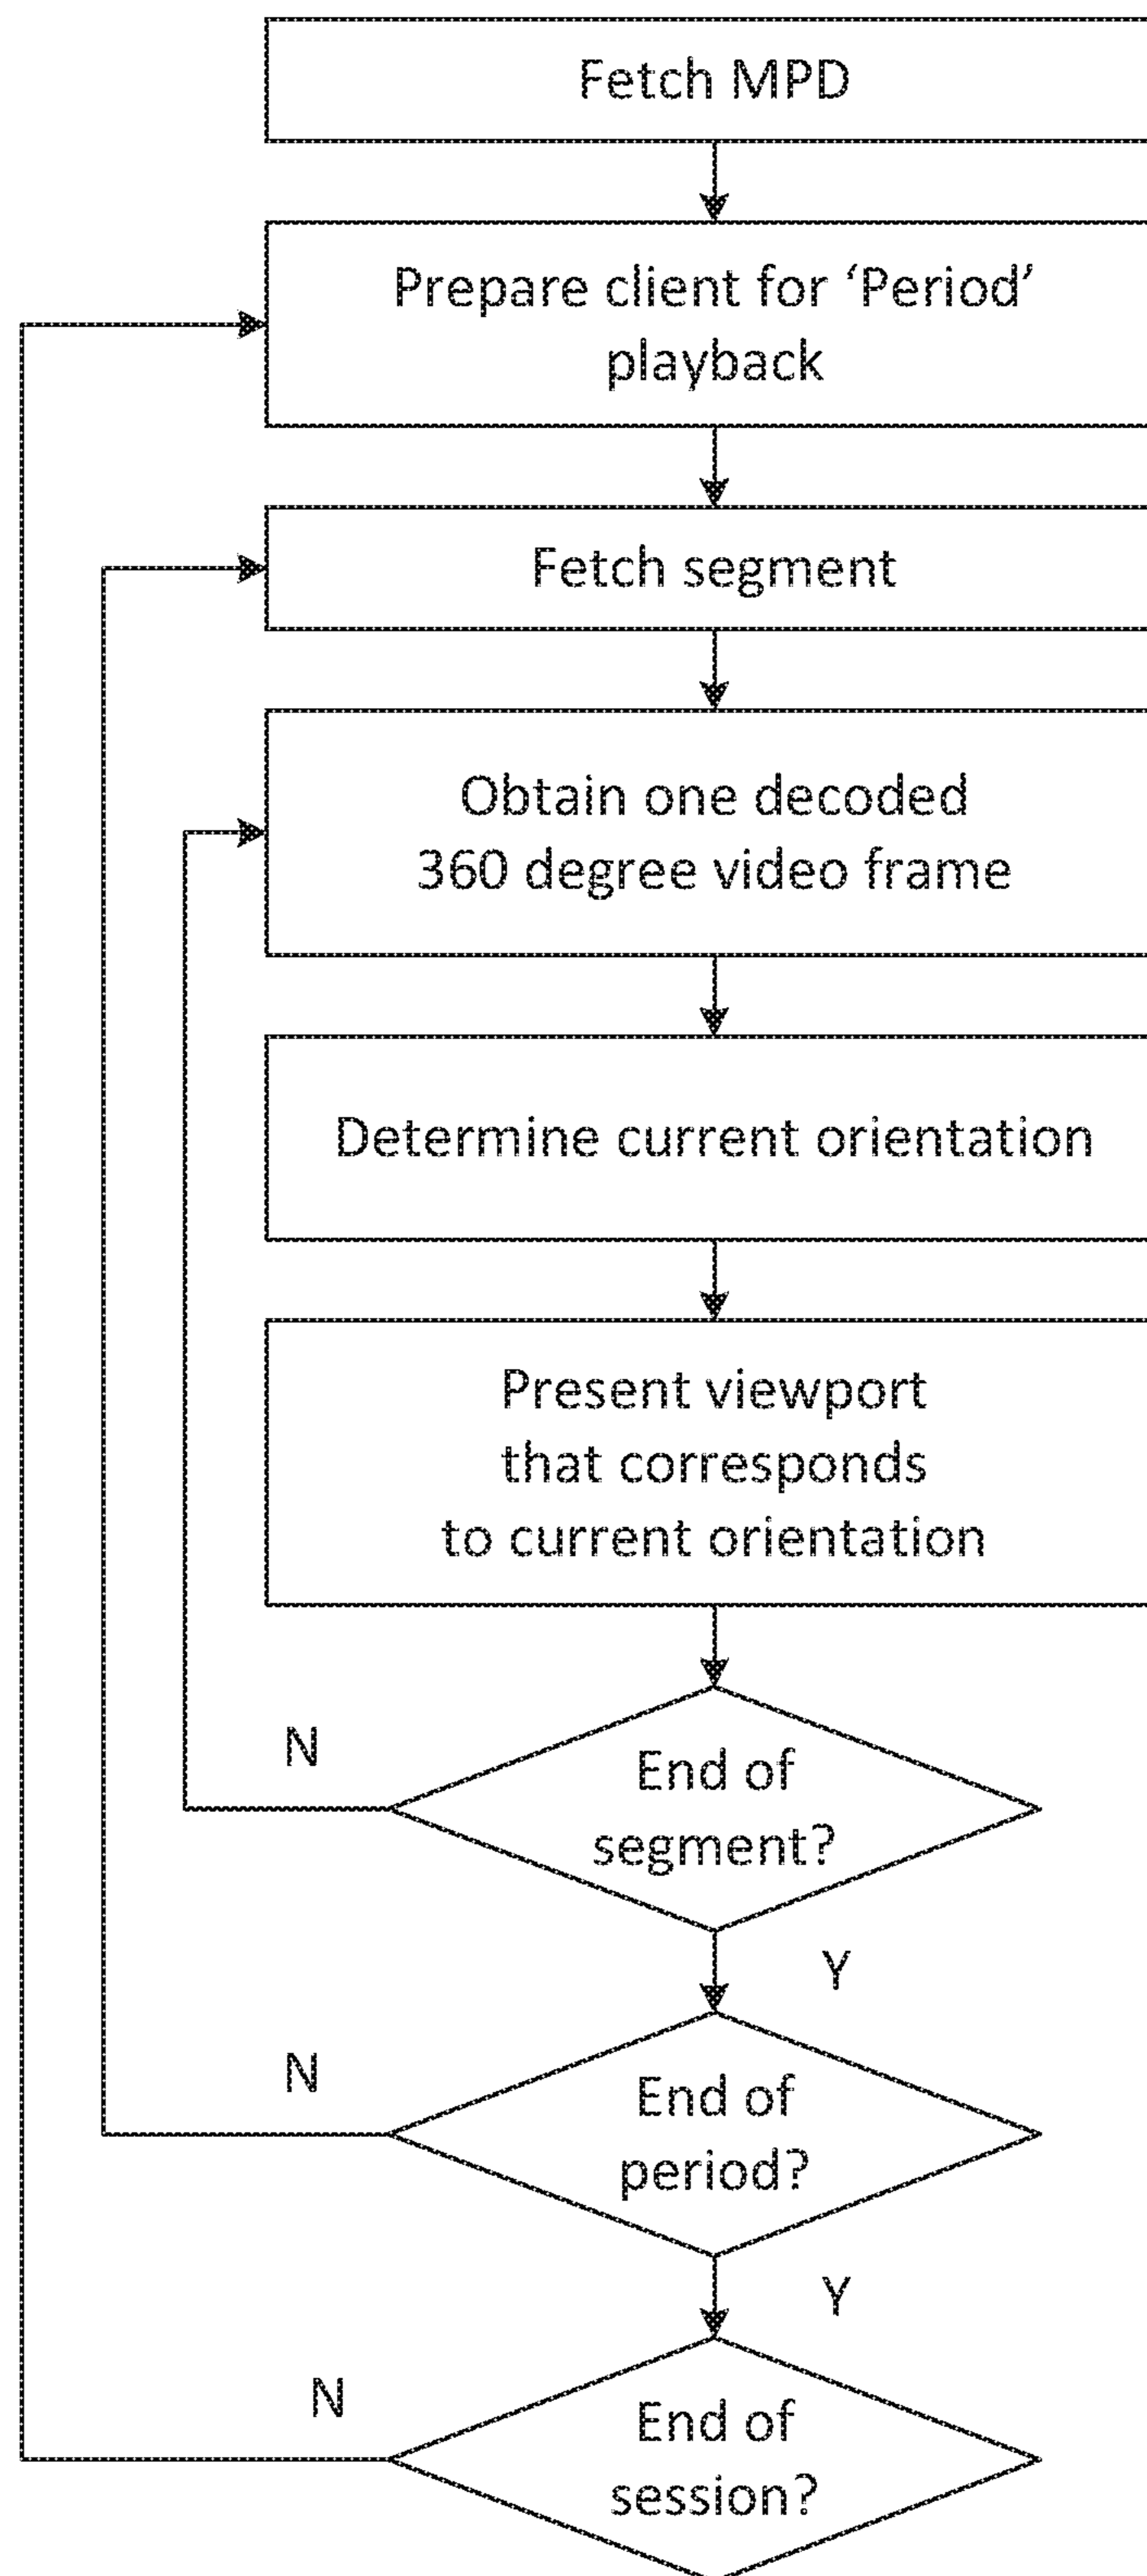 Fetch MPD
Prepare client for ‘Period’
playback
Fetch segment
Obtain one decoded
360 degree video frame
Determine current orientation
Present viewport
that corresponds
to current orientation
N
End of
segment?
Y
N
End of
period?
Y
N
End of
session?